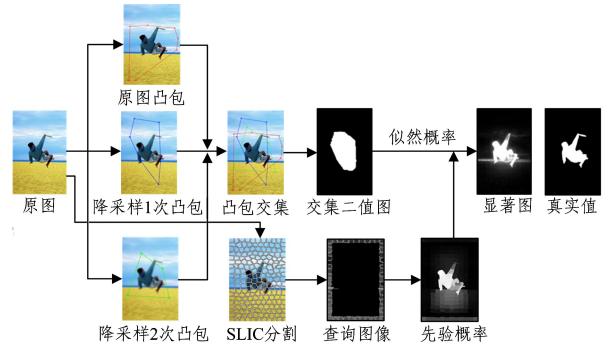 原图凸包
似然概率
原图
降采样1次凸包
凸包交集
交集二值图
显著图
真实值
降采样2次凸包
SLIC分割
查询图像
先验概率